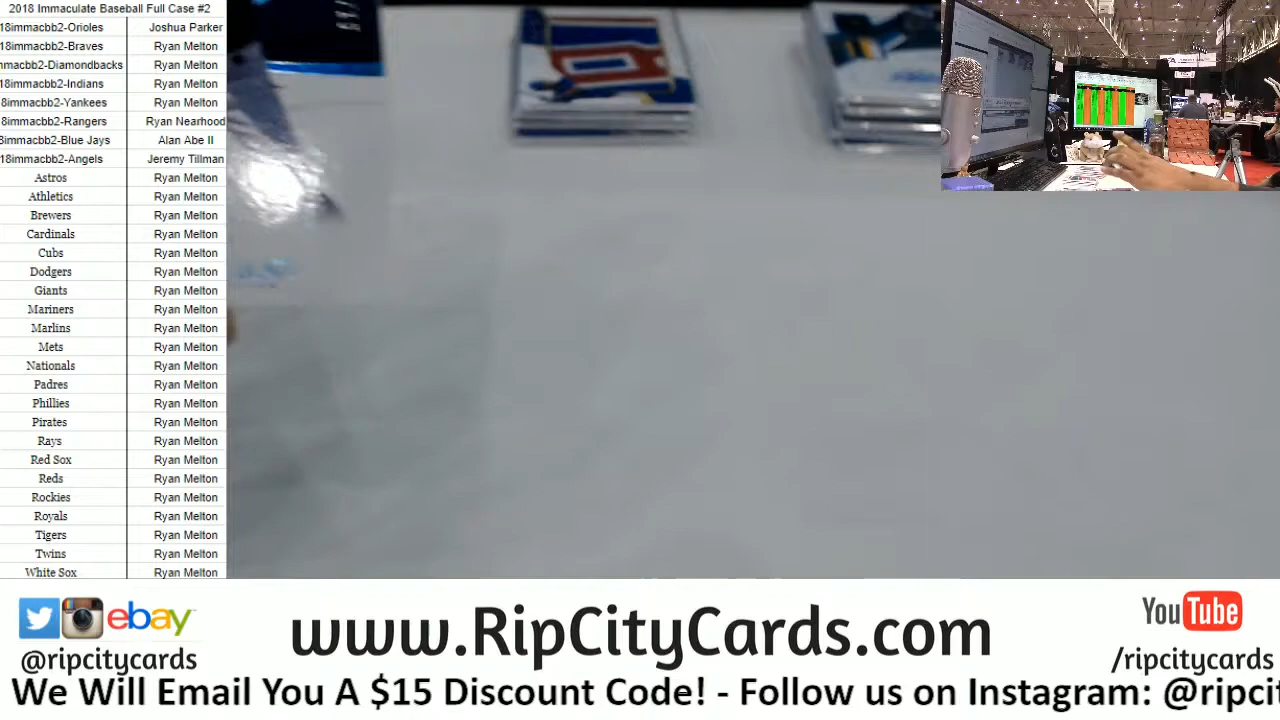 2018 Immaculate Baseball Full Case #2
18immacbb2-Orioles Joshua Parker
18immacbb2-Braves Ryan Melton
mmacbb2-Diamondbacks Ryan Melton
18immacbb2-Indians Ryan Melton
8immacbb2-Yankees Ryan Melton
18immacbb2-Rangers Ryan Nearhood
8immacbb2-Blue Jays Alan Abe II
18immacbb2-Angels Jeremy Tillman
Astros Ryan Melton
Athletics Ryan Melton
Brewers Ryan Melton
Cardinals Ryan Melton
Cubs Ryan Melton
Dodgers Ryan Melton
Giants Ryan Melton
Mariners Ryan Melton
Marlins Ryan Melton
Mets Ryan Melton
Nationals Ryan Melton
Padres Ryan Melton
Phillies Ryan Melton
Pirates Ryan Melton
Rays Ryan Melton
Red Sox Ryan Melton
Reds Ryan Melton
Rockies Ryan Melton
Royals Ryan Melton
Tigers Ryan Melton
Twins Ryan Melton
White Sox Ryan Melton
ebay
@ripcitycards
www.RipCityCards.com
YouTube
/ripcitycards
We Will Email You A $15 Discount Code! - Follow us on Instagram: @ripcit